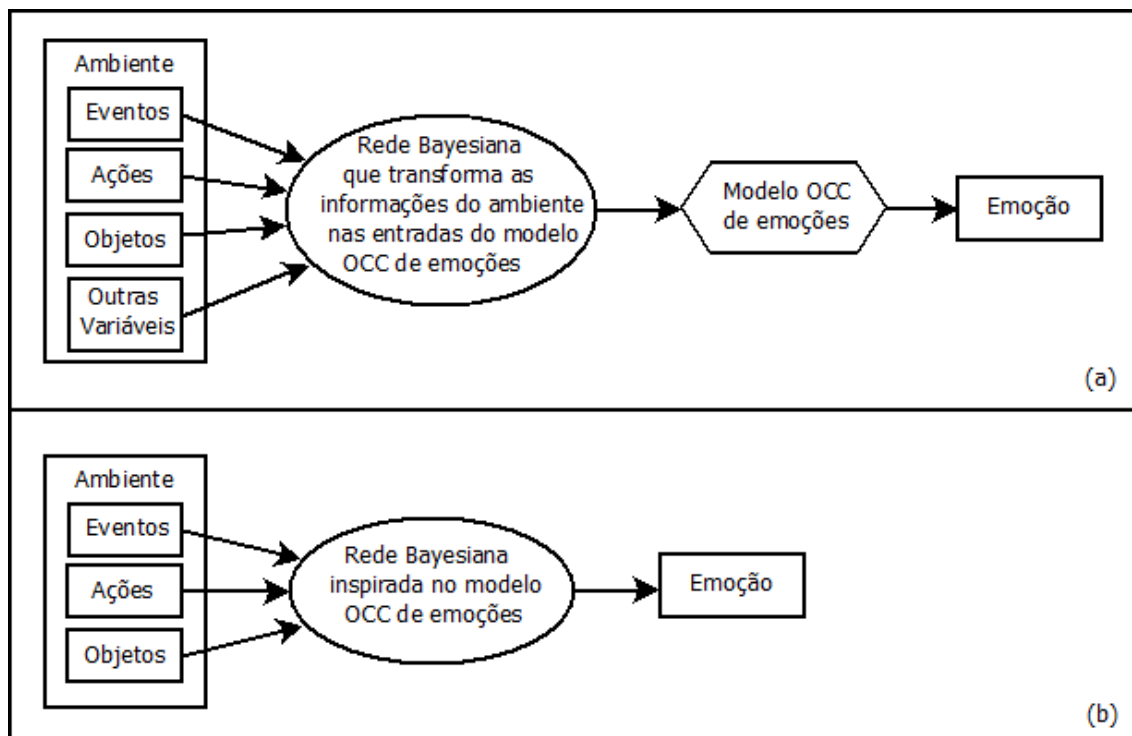 Ambiente
Eventos
Ações
Objetos
Outras
Variáveis
Rede Bayesiana
que transforma as
informações do ambiente
nas entradas do modelo
OCC de emoções
Modelo OCC
de emoções
Emoção
(a)
Ambiente
Eventos
Ações
Objetos
Rede Bayesiana
inspirada no modelo
OCC de emoções
Emoção
(b)